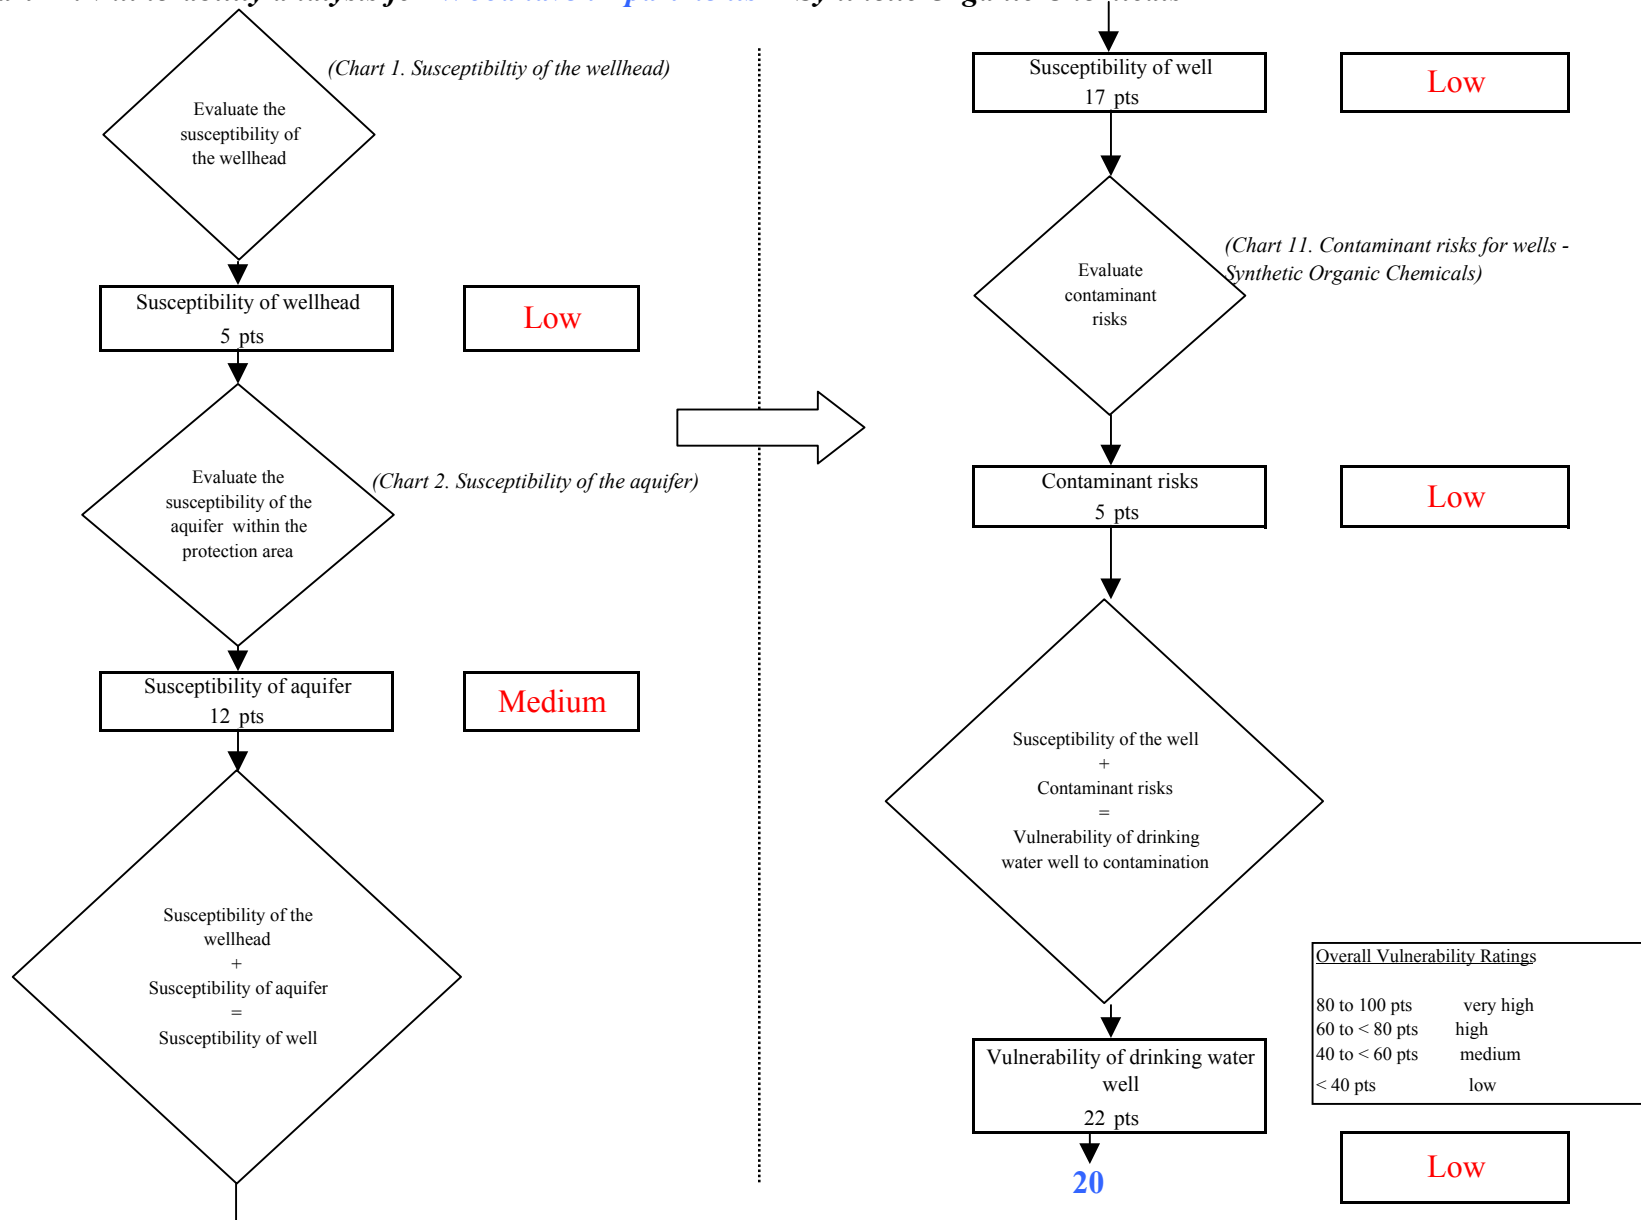 (Chart 1. Susceptibiltiy of the wellhead)
Evaluate the
susceptibility of
the wellhead
Susceptibility of wellhead
5 pts
Low
(Chart 2. Susceptibility of the aquifer)
Evaluate the
susceptibility of the
aquifer within the
protection area
Susceptibility of aquifer
12 pts
Medium
Susceptibility of the
wellhead
+
Susceptibility of aquifer
=
Susceptibility of well
Susceptibility of well
17 pts
Low
(Chart 11. Contaminant risks for wells -
Synthetic Organic Chemicals)
Evaluate
contaminant
risks
Contaminant risks
5 pts
Low
Susceptibility of the well
+
Contaminant risks
=
Vulnerability of drinking
water well to contamination
Overall Vulnerability Ratings
80 to 100 pts very high
60 to < 80 pts high
40 to < 60 pts medium
< 40 pts low
Vulnerability of drinking water
well
22 pts
20
Low